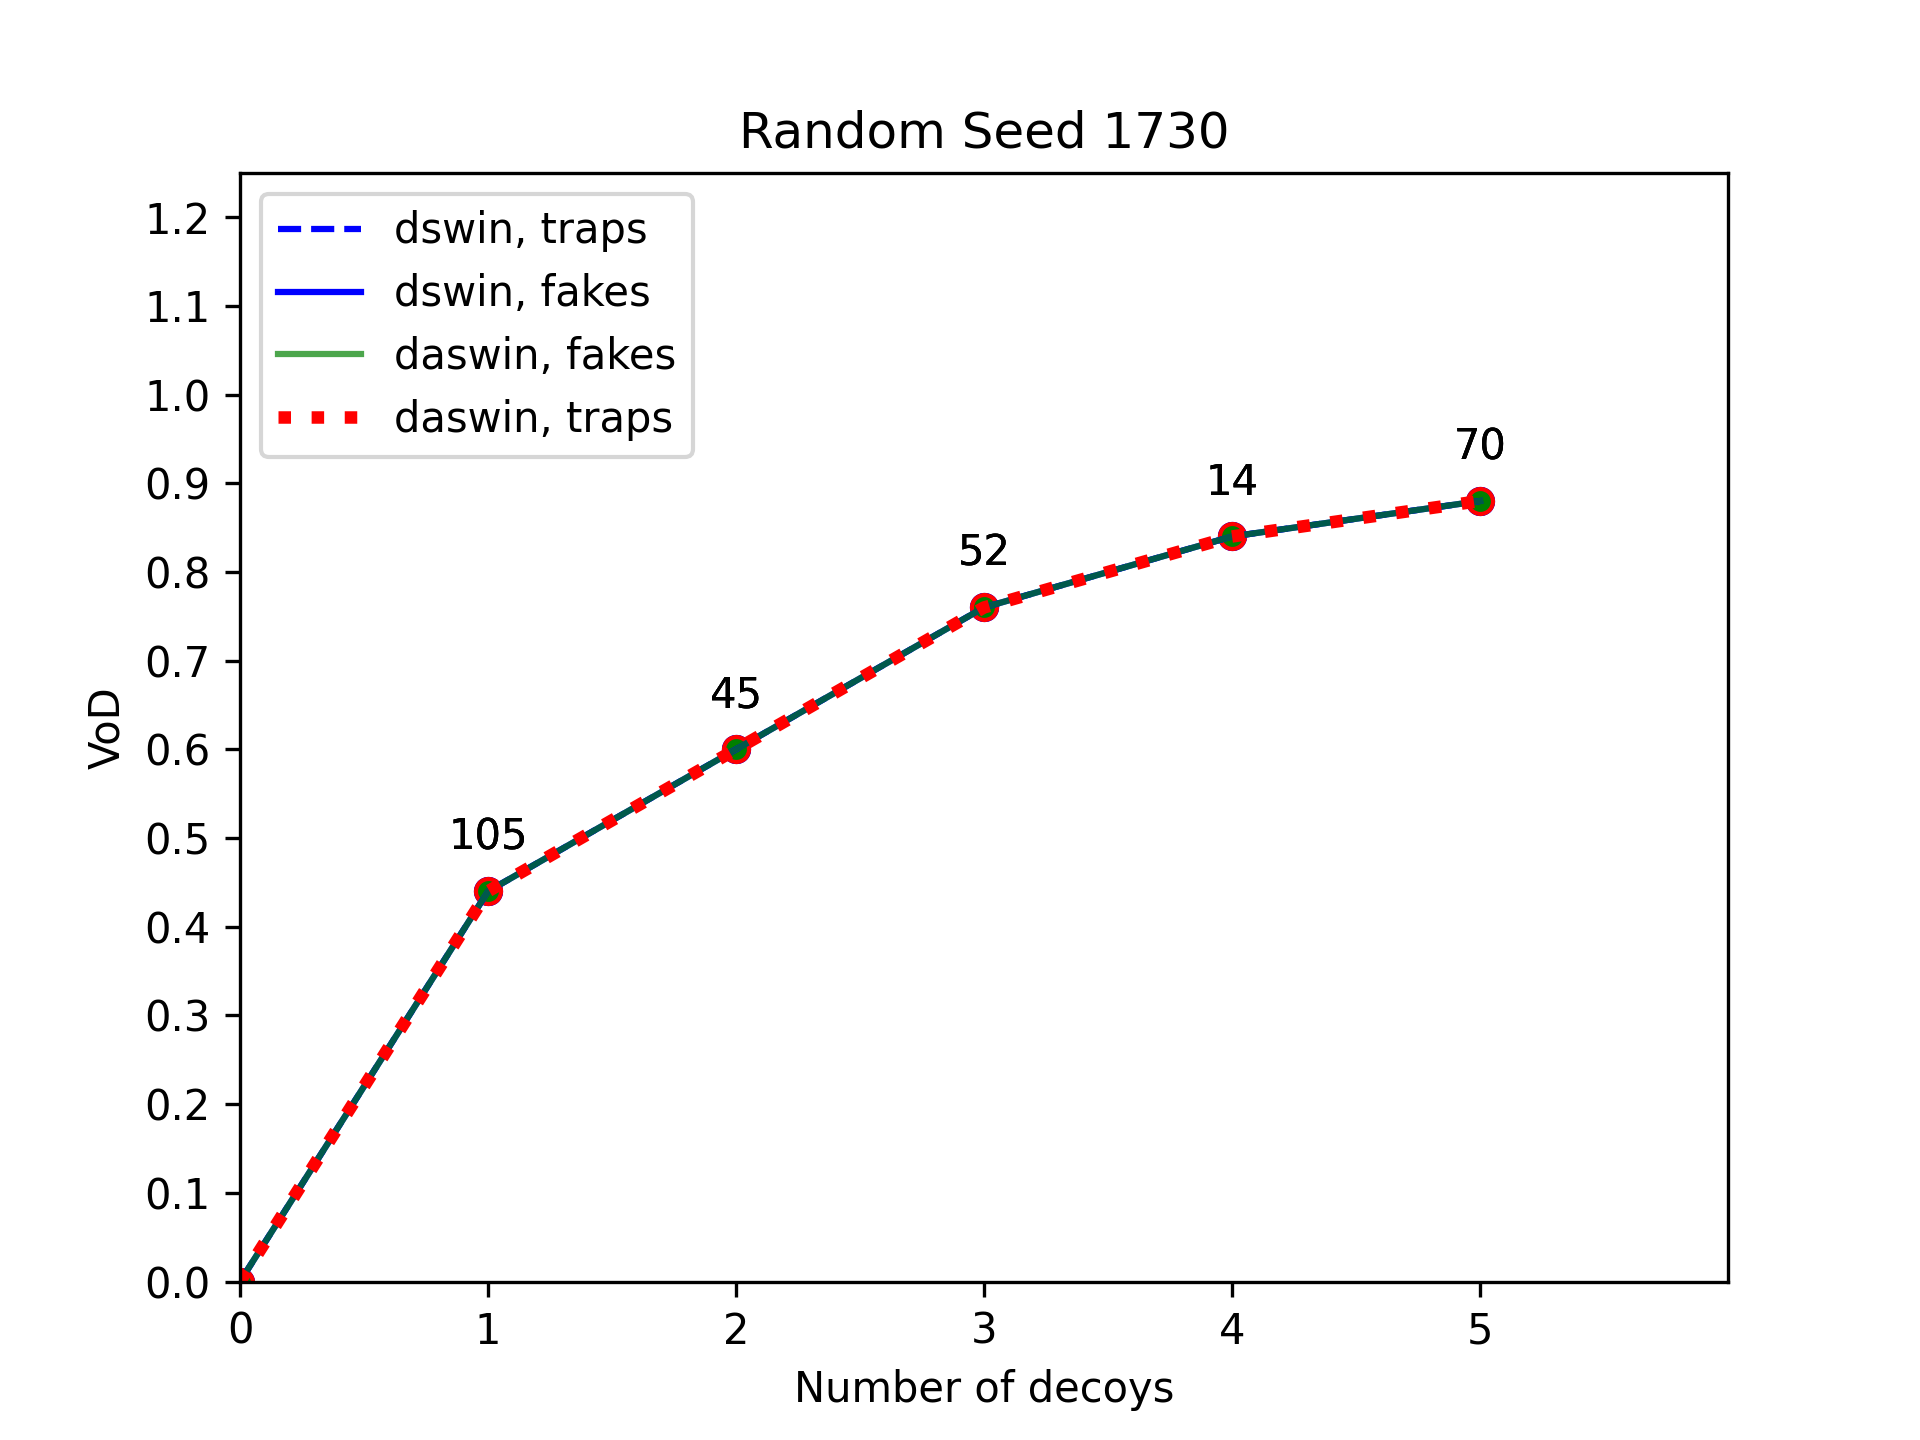 Random Seed 1730
1.2
1.1
1.0
0.9
0.8
0.7
0.6
0.5
0.4
0.3
0.2
0.1
0.0
VoD
dswin, traps
dswin, fakes
daswin, fakes
daswin, traps
105
45
52
14
70
0 1 2 3 4 5
Number of decoys